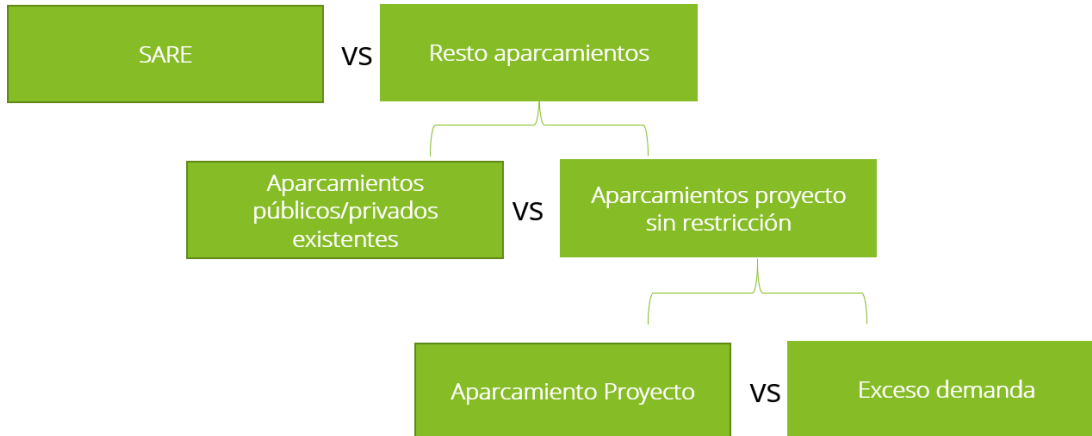 SARE
vs
Resto aparcamientos
Aparcamientos
públicos/privados
existentes
vs
Aparcamientos proyecto
sin restricción
Aparcamiento Proyecto
vs
Exceso demanda